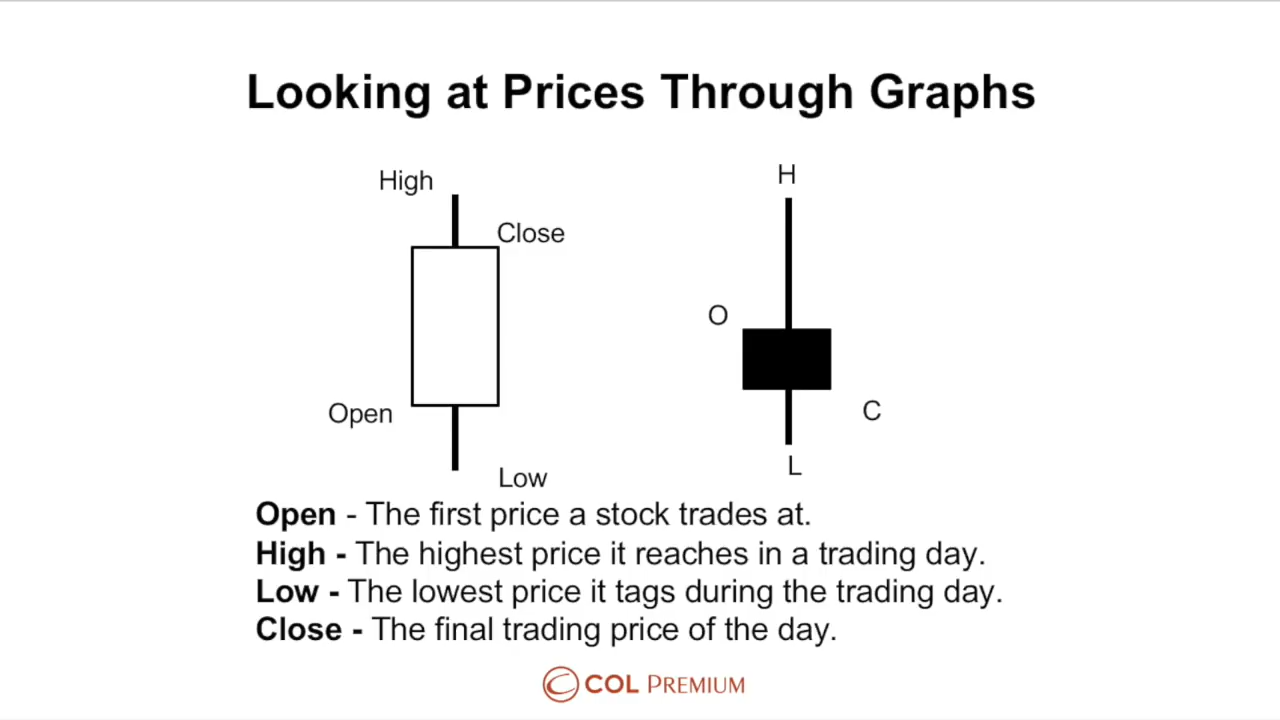 Looking at Prices Through Graphs
High
Close
Open
Low
H
O
C
L
Open - The first price a stock trades at.
High - The highest price it reaches in a trading day.
Low - The lowest price it tags during the trading day.
Close - The final trading price of the day.
COL PREMIUM